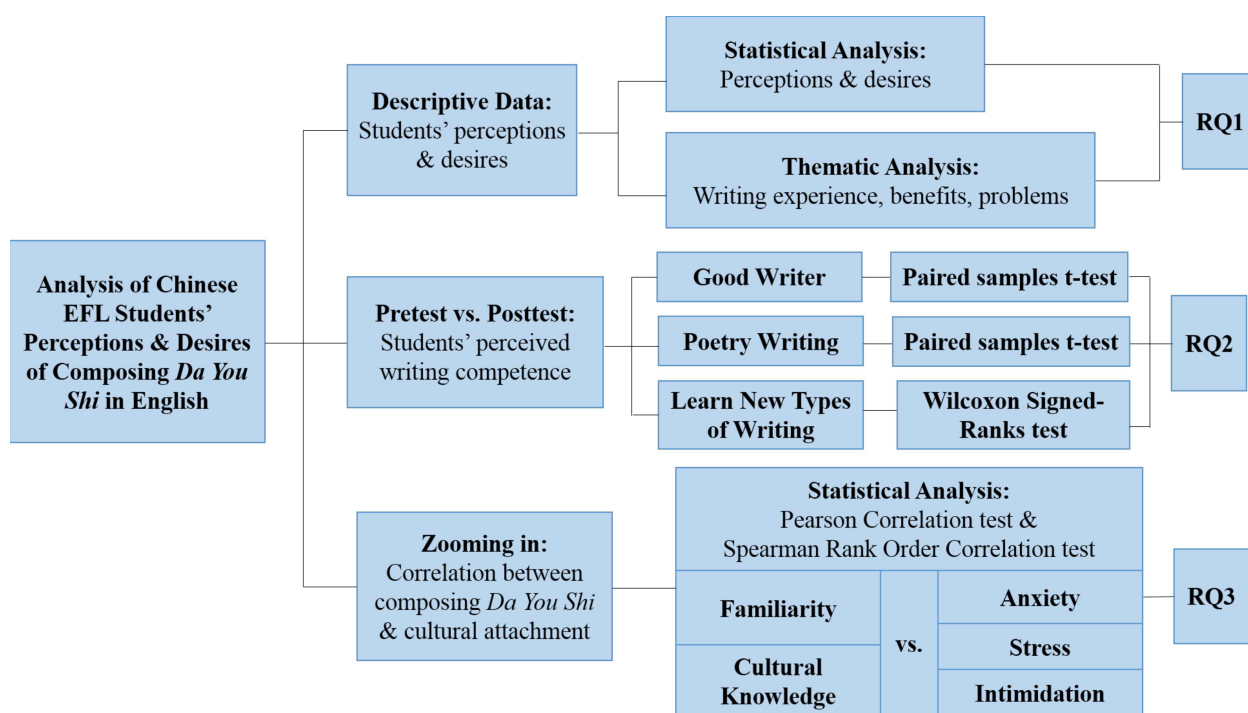 Analysis of Chinese
EFL Students’
Perceptions & Desires
of Composing Da You
Shi in English
Descriptive Data:
Students’ perceptions
& desires
Statistical Analysis:
Perceptions & desires
Thematic Analysis:
Writing experience, benefits, problems
RQ1
Pretest vs. Posttest:
Students’ perceived
writing competence
Good Writer
Paired samples t-test
Poetry Writing
Paired samples t-test
Learn New Types
of Writing
Wilcoxon Signed-
Ranks test
RQ2
Zooming in:
Correlation between
composing Da You Shi
& cultural attachment
Statistical Analysis:
Pearson Correlation test &
Spearman Rank Order Correlation test
Familiarity
Cultural
Knowledge
vs.
Anxiety
Stress
Intimidation
RQ3